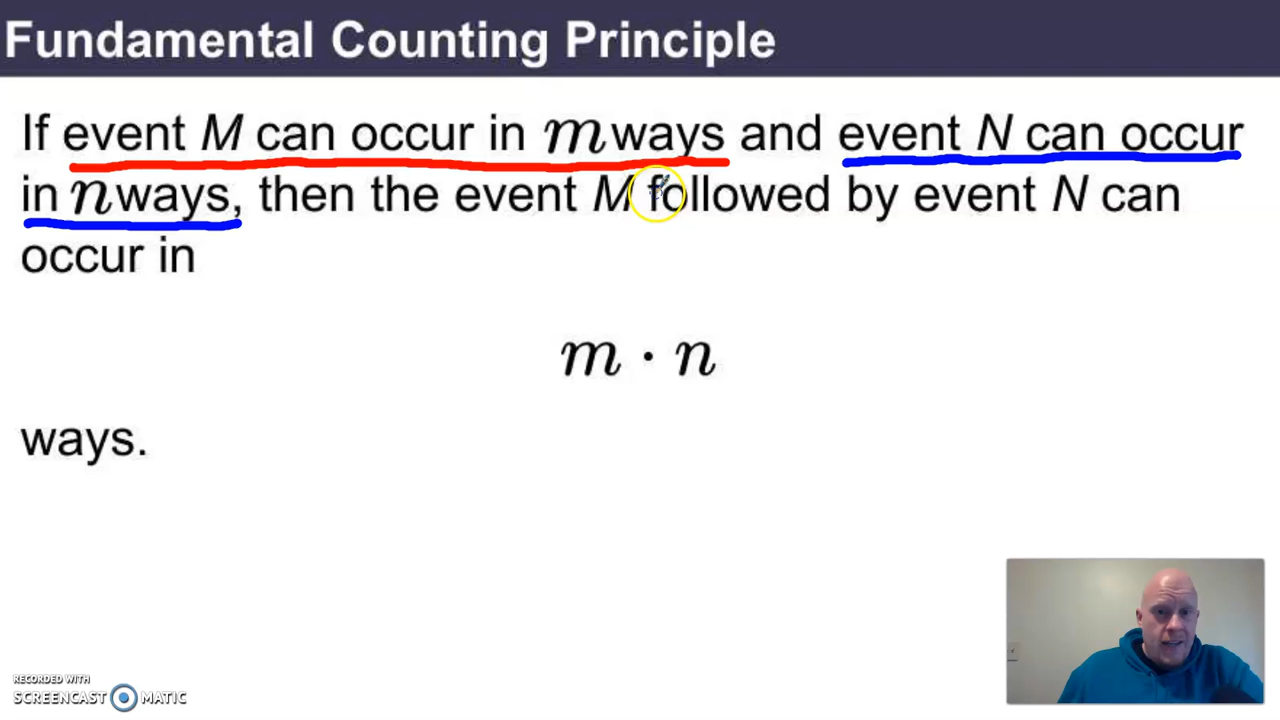 Fundamental Counting Principle
If event M can occur in m ways and event N can occur
in n ways, then the event M followed by event N can
occur in
m · n
ways.
RECORDED WITH
SCREENCAST MATIC